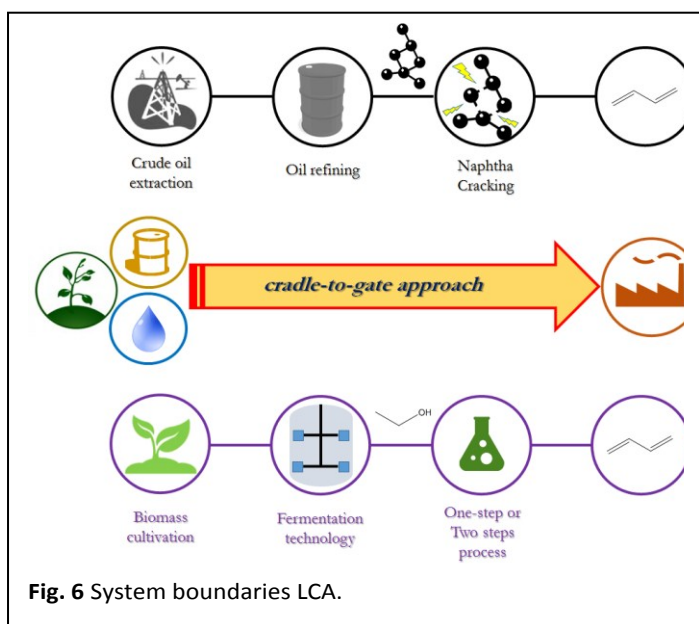 Crude oil
extraction
Oil refining
Naphtha
Cracking
cradle-to-gate approach
OH
Biomass
cultivation
Fermentation
technology
One-step or
Two steps
process
Fig. 6 System boundaries LCA.